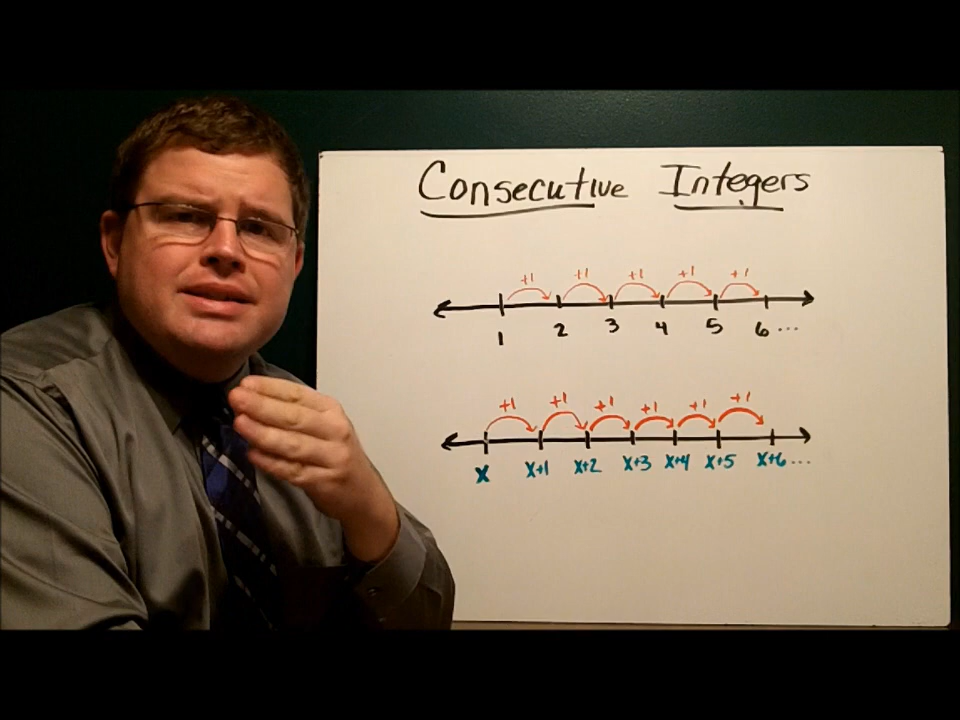 Consecutive Integers
+1 +1 +1 +1 +1
1 2 3 4 5 6 ...
+1 +1 +1 +1 +1 +1
x x+1 x+2 x+3 x+4 x+5 x+6 ...